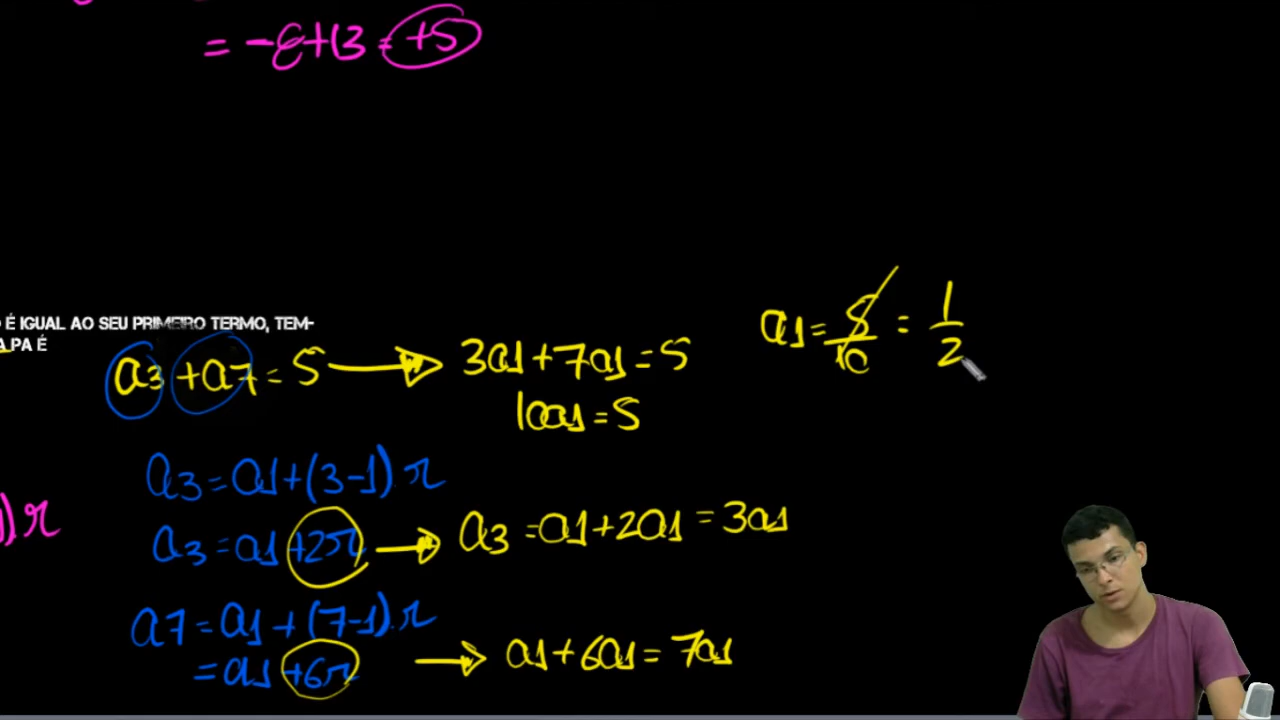 = -8+13 = +5
O É IGUAL AO SEU PRIMEIRO TERMO, TEM-
A PA É
a3 + a7 = 5 → 3a1 + 7a1 = 5
10a1 = 5
a1 = 5/10 = 1/2
a3 = a1 + (3-1).r
a3 = a1 + 2r → a3 = a1 + 2a1 = 3a1
).r
a7 = a1 + (7-1).r
= a1 + 6r → a1 + 6a1 = 7a1